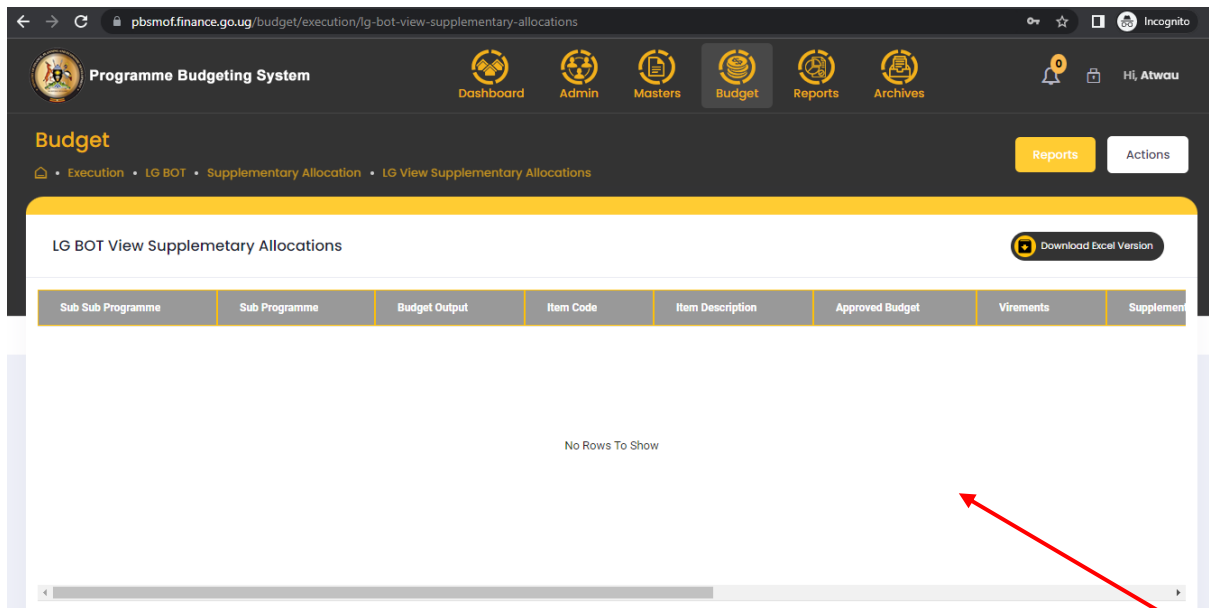 pbsmof.finance.go.ug/budget/execution/lg-bot-view-supplementary-allocations
Incognito
Programme Budgeting System
Dashboard
Admin
Masters
Budget
Reports
Archives
0
Hi, Atwau
Budget
Reports
Actions
• Execution • LG BOT • Supplementary Allocation • LG View Supplementary Allocations
LG BOT View Supplemetary Allocations
Download Excel Version
Sub Sub Programme
Sub Programme
Budget Output
Item Code
Item Description
Approved Budget
Virements
Supplement
No Rows To Show